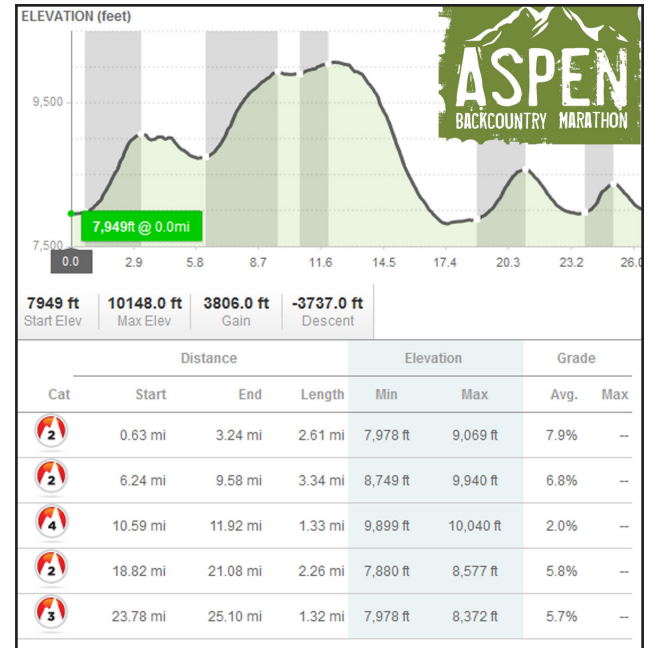 ELEVATION (feet)
ASPEN
BACKCOUNTRY MARATHON
9,500
7,949ft @ 0.0mi
7,500
0.0 2.9 5.8 8.7 11.6 14.5 17.4 20.3 23.2 26.0
7949 ft 10148.0 ft 3806.0 ft -3737.0 ft
Start Elev Max Elev Gain Descent
Distance Elevation Grade
Cat Start End Length Min Max Avg. Max
2 0.63 mi 3.24 mi 2.61 mi 7,978 ft 9,069 ft 7.9% --
2 6.24 mi 9.58 mi 3.34 mi 8,749 ft 9,940 ft 6.8% --
4 10.59 mi 11.92 mi 1.33 mi 9,899 ft 10,040 ft 2.0% --
2 18.82 mi 21.08 mi 2.26 mi 7,880 ft 8,577 ft 5.8% --
3 23.78 mi 25.10 mi 1.32 mi 7,978 ft 8,372 ft 5.7% --